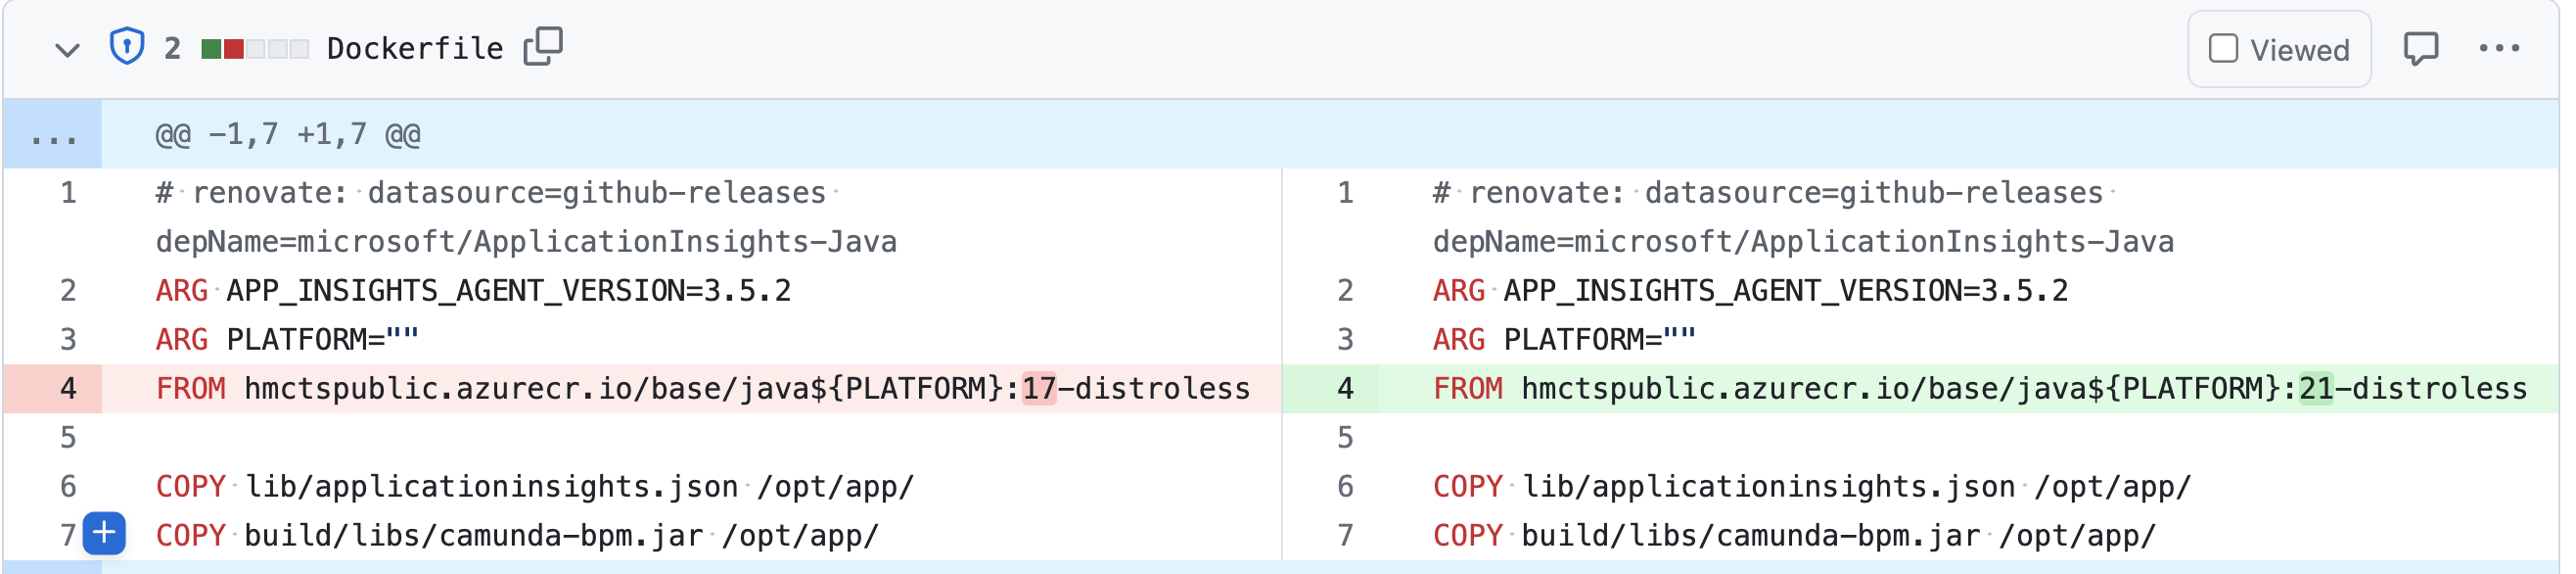 2 Dockerfile Viewed
... @@ -1,7 +1,7 @@
1 # renovate: datasource=github-releases
depName=microsoft/ApplicationInsights-Java
2 ARG APP_INSIGHTS_AGENT_VERSION=3.5.2
3 ARG PLATFORM=""
4 FROM hmctspublic.azurecr.io/base/java${PLATFORM}:17-distroless
5
6 COPY lib/applicationinsights.json /opt/app/
7 COPY build/libs/camunda-bpm.jar /opt/app/
1 # renovate: datasource=github-releases
depName=microsoft/ApplicationInsights-Java
2 ARG APP_INSIGHTS_AGENT_VERSION=3.5.2
3 ARG PLATFORM=""
4 FROM hmctspublic.azurecr.io/base/java${PLATFORM}:21-distroless
5
6 COPY lib/applicationinsights.json /opt/app/
7 COPY build/libs/camunda-bpm.jar /opt/app/